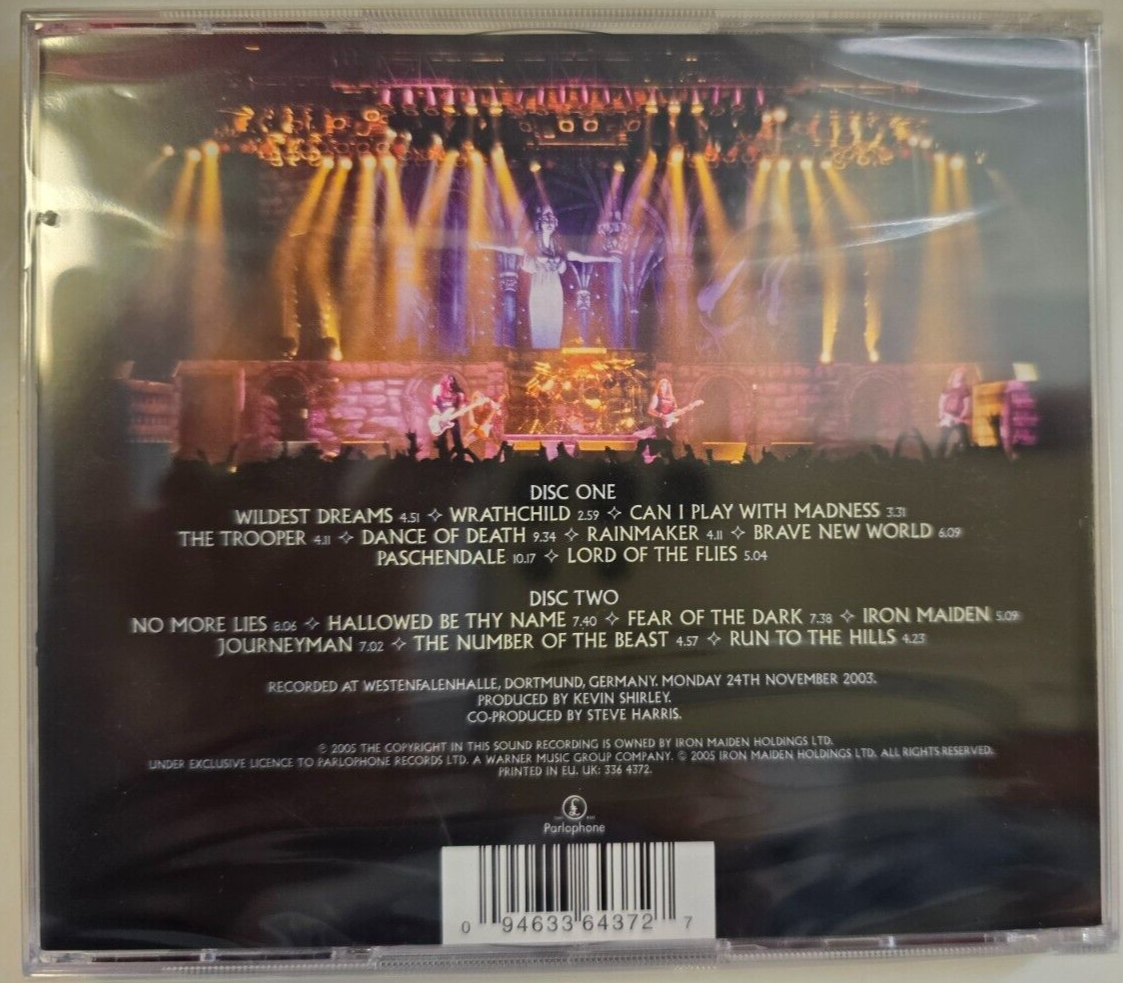 DISC ONE
WILDEST DREAMS 4.51 ✧ WRATHCHILD 2.59 ✧ CAN I PLAY WITH MADNESS 3.31
THE TROOPER 4.11 ✧ DANCE OF DEATH 9.34 ✧ RAINMAKER 4.11 ✧ BRAVE NEW WORLD 6.09
PASCHENDALE 10.17 ✧ LORD OF THE FLIES 5.04
DISC TWO
NO MORE LIES 8.06 ✧ HALLOWED BE THY NAME 7.40 ✧ FEAR OF THE DARK 7.38 ✧ IRON MAIDEN 5.09
JOURNEYMAN 7.02 ✧ THE NUMBER OF THE BEAST 4.57 ✧ RUN TO THE HILLS 4.23
RECORDED AT WESTENFALENHALLE, DORTMUND, GERMANY. MONDAY 24TH NOVEMBER 2003.
PRODUCED BY KEVIN SHIRLEY.
CO-PRODUCED BY STEVE HARRIS.
℗ 2005 THE COPYRIGHT IN THIS SOUND RECORDING IS OWNED BY IRON MAIDEN HOLDINGS LTD.
UNDER EXCLUSIVE LICENCE TO PARLOPHONE RECORDS LTD. A WARNER MUSIC GROUP COMPANY. © 2005 IRON MAIDEN HOLDINGS LTD. ALL RIGHTS RESERVED.
PRINTED IN EU. UK: 336 4372.
£
Parlophone
0 94633 64372 7